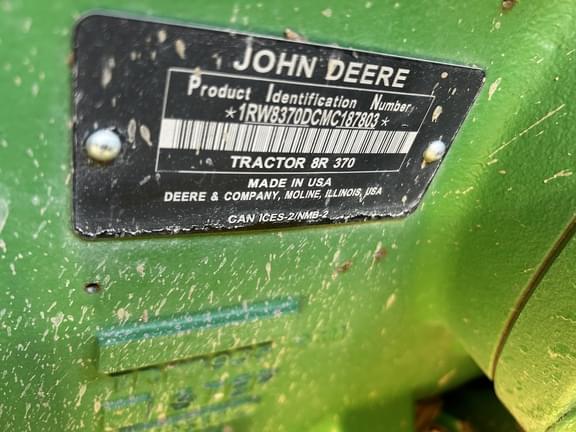 JOHN DEERE
Product Identification Number
*1RW8370DCMC187803*
TRACTOR 8R 370
MADE IN USA
DEERE & COMPANY, MOLINE, ILLINOIS, USA
CAN ICES-2/NMB-2